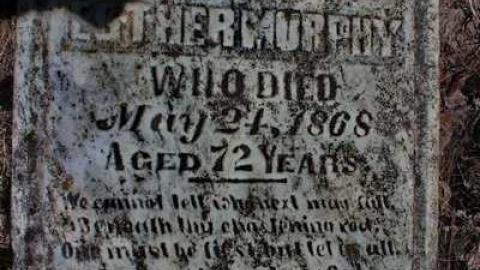 LUTHER MURPHY
WHO DIED
May 24, 1868
AGED 72 YEARS.
We cannot tell who next may fall,
Beneath thy chastening rod;
One must be first, but let us all,